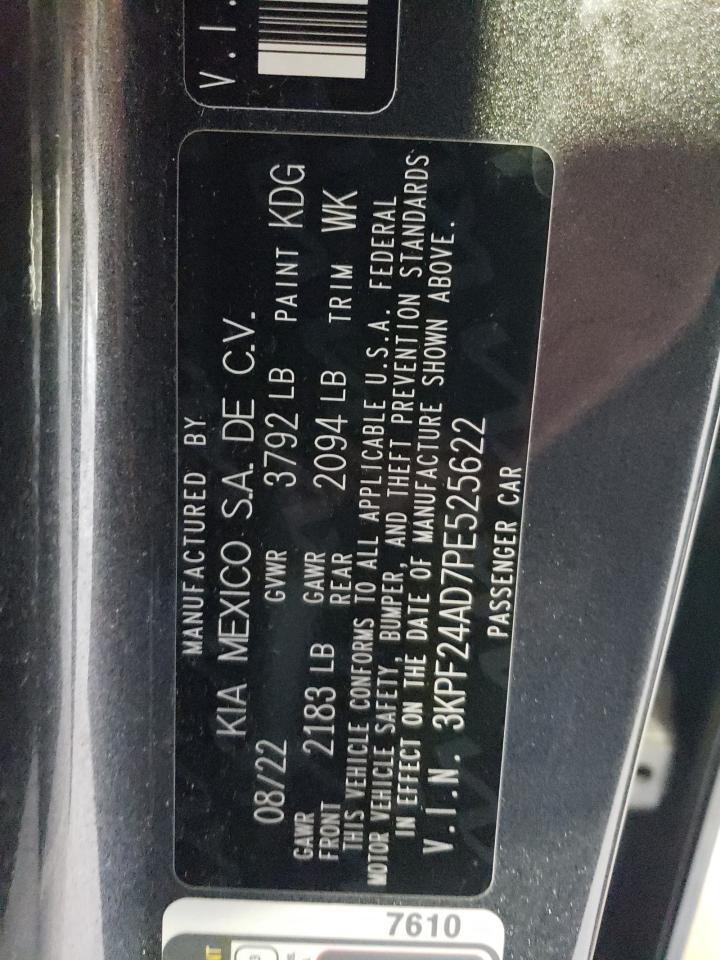 V.I.
MANUFACTURED BY
KIA MEXICO S.A. DE C.V.
08/22 GVWR 3792 LB PAINT KDG
GAWR FRONT 2183 LB GAWR REAR 2094 LB TRIM WK
THIS VEHICLE CONFORMS TO ALL APPLICABLE U.S.A. FEDERAL
MOTOR VEHICLE SAFETY, BUMPER, AND THEFT PREVENTION STANDARDS
IN EFFECT ON THE DATE OF MANUFACTURE SHOWN ABOVE.
V.I.N. 3KPF24AD7PE525622
PASSENGER CAR
7610